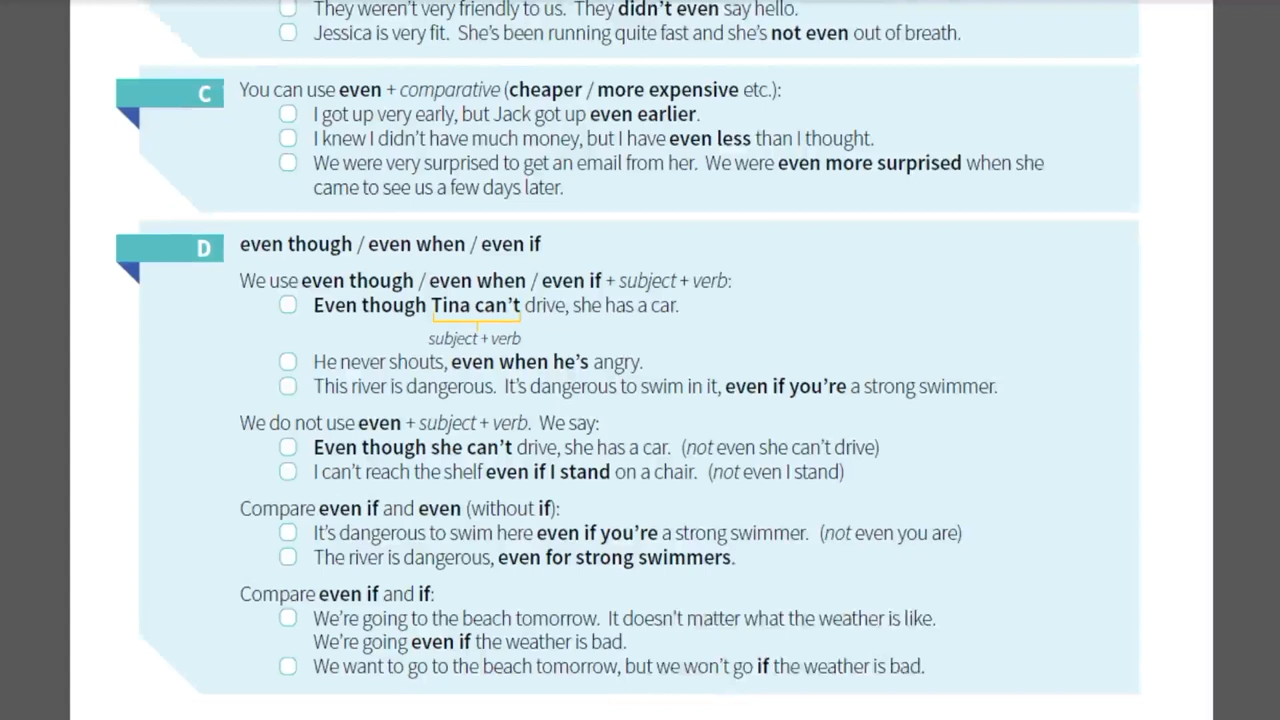 They weren't very friendly to us. They didn't even say hello.
Jessica is very fit. She's been running quite fast and she's not even out of breath.
C
You can use even + comparative (cheaper / more expensive etc.):
I got up very early, but Jack got up even earlier.
I knew I didn't have much money, but I have even less than I thought.
We were very surprised to get an email from her. We were even more surprised when she
came to see us a few days later.
D
even though / even when / even if
We use even though / even when / even if + subject + verb:
Even though Tina can't drive, she has a car.
subject + verb
He never shouts, even when he's angry.
This river is dangerous. It's dangerous to swim in it, even if you're a strong swimmer.
We do not use even + subject + verb. We say:
Even though she can't drive, she has a car. (not even she can't drive)
I can't reach the shelf even if I stand on a chair. (not even I stand)
Compare even if and even (without if):
It's dangerous to swim here even if you're a strong swimmer. (not even you are)
The river is dangerous, even for strong swimmers.
Compare even if and if:
We're going to the beach tomorrow. It doesn't matter what the weather is like.
We're going even if the weather is bad.
We want to go to the beach tomorrow, but we won't go if the weather is bad.